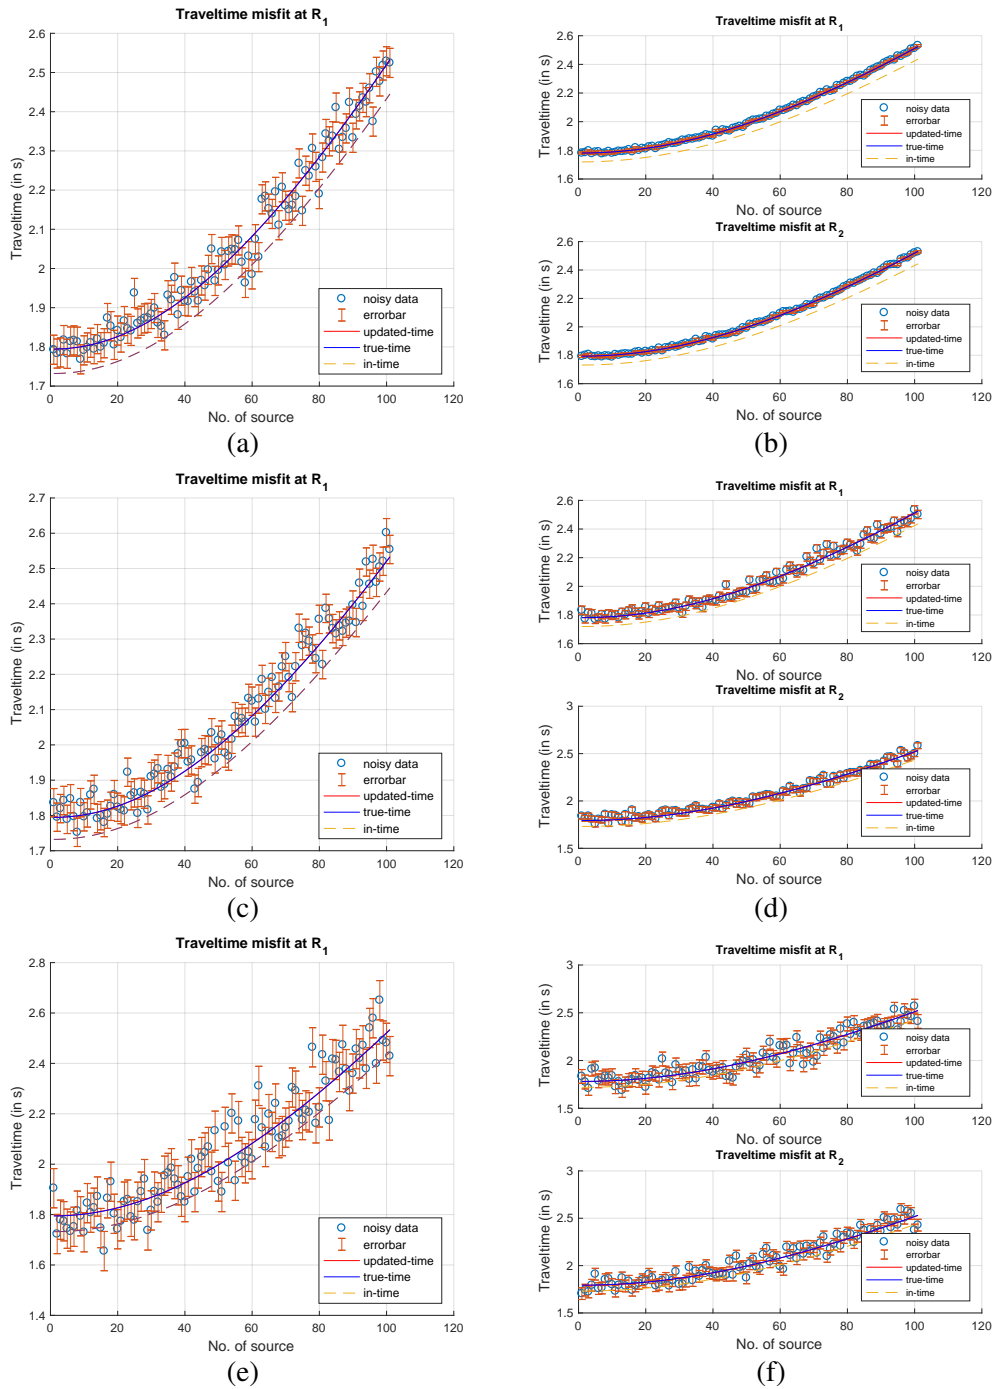 Traveltime misfit at R1
2.6
2.5
2.4
2.3
2.2
2.1
2
1.9
1.8
1.7
Traveltime (in s)
noisy data
errorbar
updated-time
true-time
in-time
0 20 40 60 80 100 120
No. of source
(a)
Traveltime misfit at R1
2.6
2.4
2.2
2
1.8
1.6
Traveltime (in s)
noisy data
errorbar
updated-time
true-time
in-time
0 20 40 60 80 100 120
No. of source
Traveltime misfit at R2
2.6
2.4
2.2
2
1.8
1.6
Traveltime (in s)
noisy data
errorbar
updated-time
true-time
in-time
0 20 40 60 80 100 120
No. of source
(b)
Traveltime misfit at R1
2.7
2.6
2.5
2.4
2.3
2.2
2.1
2
1.9
1.8
1.7
Traveltime (in s)
noisy data
errorbar
updated-time
true-time
in-time
0 20 40 60 80 100 120
No. of source
(c)
Traveltime misfit at R1
2.6
2.4
2.2
2
1.8
1.6
Traveltime (in s)
noisy data
errorbar
updated-time
true-time
in-time
0 20 40 60 80 100 120
No. of source
Traveltime misfit at R2
3
2.5
2
1.5
Traveltime (in s)
noisy data
errorbar
updated-time
true-time
in-time
0 20 40 60 80 100 120
No. of source
(d)
Traveltime misfit at R1
2.8
2.6
2.4
2.2
2
1.8
1.6
1.4
Traveltime (in s)
noisy data
errorbar
updated-time
true-time
in-time
0 20 40 60 80 100 120
No. of source
(e)
Traveltime misfit at R1
3
2.5
2
1.5
Traveltime (in s)
noisy data
errorbar
updated-time
true-time
in-time
0 20 40 60 80 100 120
No. of source
Traveltime misfit at R2
3
2.5
2
1.5
Traveltime (in s)
noisy data
errorbar
updated-time
true-time
in-time
0 20 40 60 80 100 120
No. of source
(f)